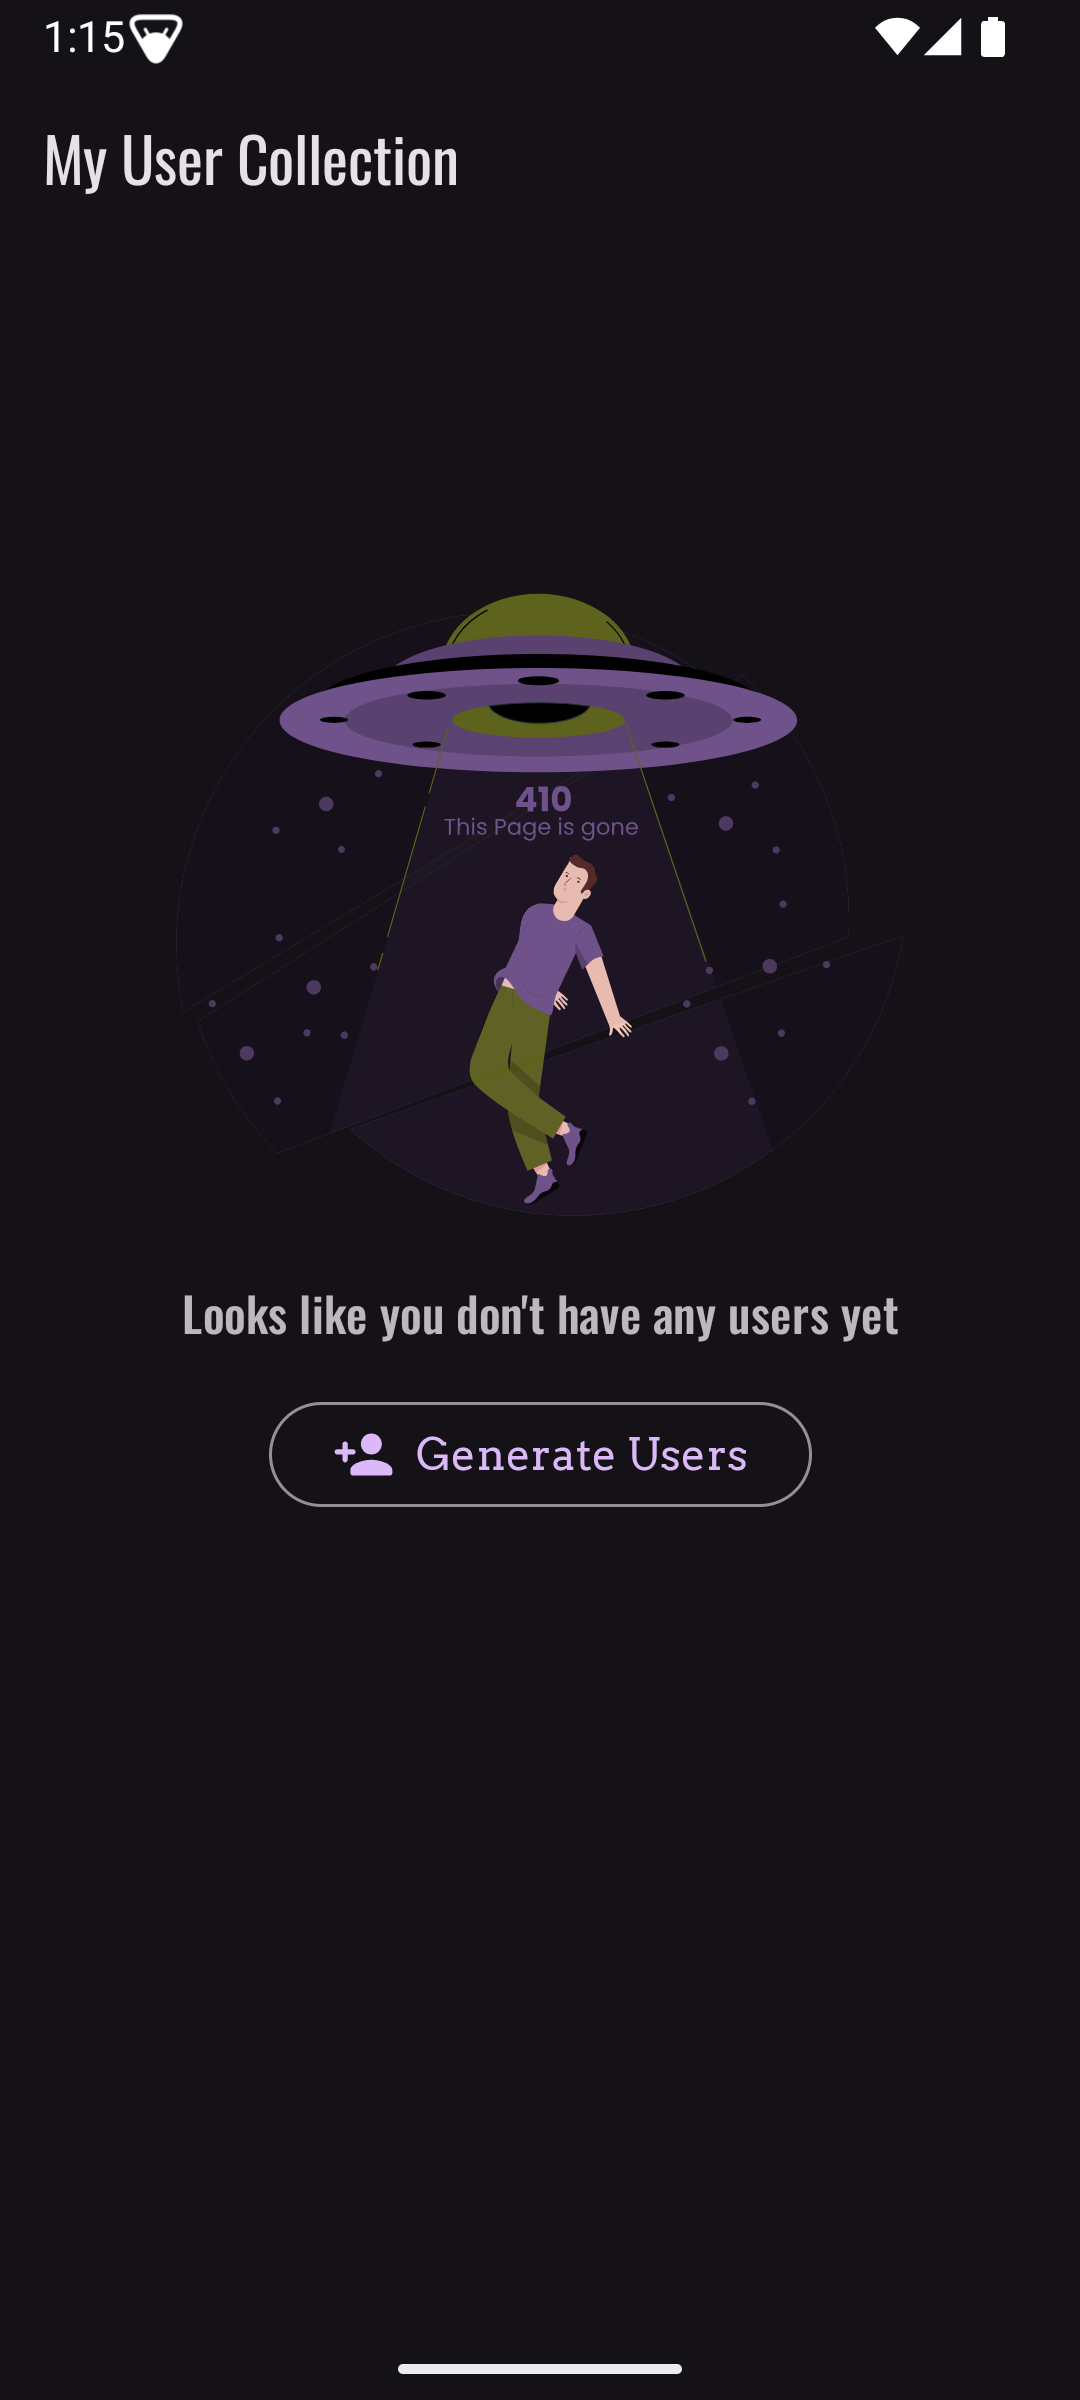 1:15
My User Collection
410
This Page is gone
Looks like you don't have any users yet
Generate Users